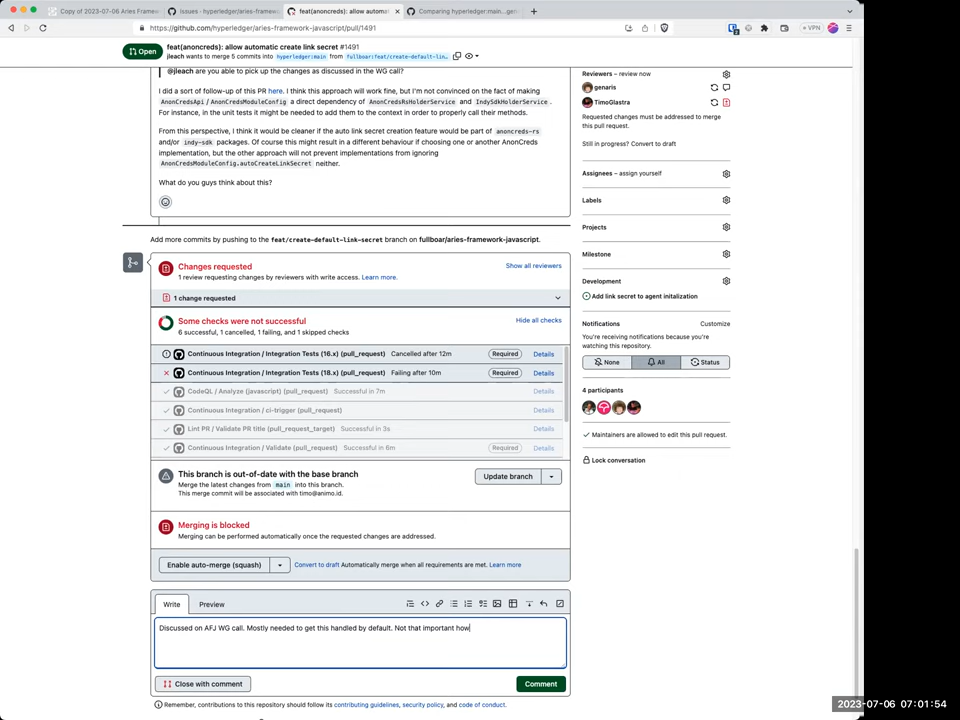 Copy of 2023-07-06 Aries Frame
Issues · hyperledger/aries-framew
feat(anoncreds): allow automat
Comparing hyperledger:main...ger
https://github.com/hyperledger/aries-framework-javascript/pull/1491
VPN
Open
feat(anoncreds): allow automatic create link secret #1491
jleach wants to merge 5 commits into hyperledger:main from fullboar:feat/create-default-lin…
@jleach are you able to pick up the changes as discussed in the WG call?
I did a sort of follow-up of this PR here. I think this approach will work fine, but I'm not convinced on the fact of making
AnonCredsApi / AnonCredsModuleConfig a direct dependency of AnonCredsRsHolderService and IndySdkHolderService.
For instance, in the unit tests it might be needed to add them to the context in order to properly call their methods.
From this perspective, I think it would be cleaner if the auto link secret creation feature would be part of anoncreds-rs
and/or indy-sdk packages. Of course this might result in a different behaviour if choosing one or another AnonCreds
implementation, but the other approach will not prevent implementations from ignoring
AnonCredsModuleConfig.autoCreateLinkSecret neither.
What do you guys think about this?
Add more commits by pushing to the feat/create-default-link-secret branch on fullboar/aries-framework-javascript.
Changes requested
1 review requesting changes by reviewers with write access. Learn more.
Show all reviewers
1 change requested
Some checks were not successful
6 successful, 1 cancelled, 1 failing, and 1 skipped checks
Hide all checks
Continuous Integration / Integration Tests (16.x) (pull_request) Cancelled after 12m Required Details
Continuous Integration / Integration Tests (18.x) (pull_request) Failing after 10m Required Details
CodeQL / Analyze (javascript) (pull_request) Successful in 7m Details
Continuous Integration / ci-trigger (pull_request) Details
Lint PR / Validate PR title (pull_request_target) Successful in 3s Details
Continuous Integration / Validate (pull_request) Successful in 6m Required Details
This branch is out-of-date with the base branch
Merge the latest changes from main into this branch.
This merge commit will be associated with timo@animo.id.
Update branch
Merging is blocked
Merging can be performed automatically once the requested changes are addressed.
Enable auto-merge (squash)
Convert to draft Automatically merge when all requirements are met. Learn more
Write
Preview
Discussed on AFJ WG call. Mostly needed to get this handled by default. Not that important how
Close with comment
Comment
Remember, contributions to this repository should follow its contributing guidelines, security policy, and code of conduct.
Reviewers – review now
genaris
TimoGlastra
Requested changes must be addressed to merge
this pull request.
Still in progress? Convert to draft
Assignees – assign yourself
Labels
Projects
Milestone
Development
Add link secret to agent initalization
Notifications
Customize
You're receiving notifications because you're
watching this repository.
None
All
Status
4 participants
Maintainers are allowed to edit this pull request.
Lock conversation
2023-07-06 07:01:54